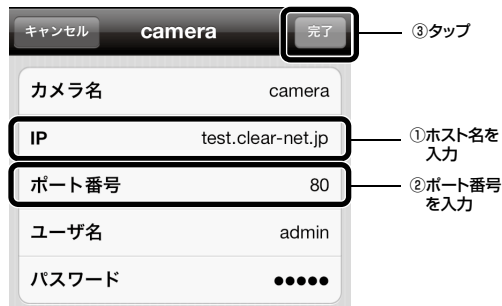 キャンセル camera 完了
③タップ
カメラ名 camera
IP test.clear-net.jp
①ホスト名を
入力
ポート番号 80
②ポート番号
を入力
ユーザ名 admin
パスワード ●●●●●